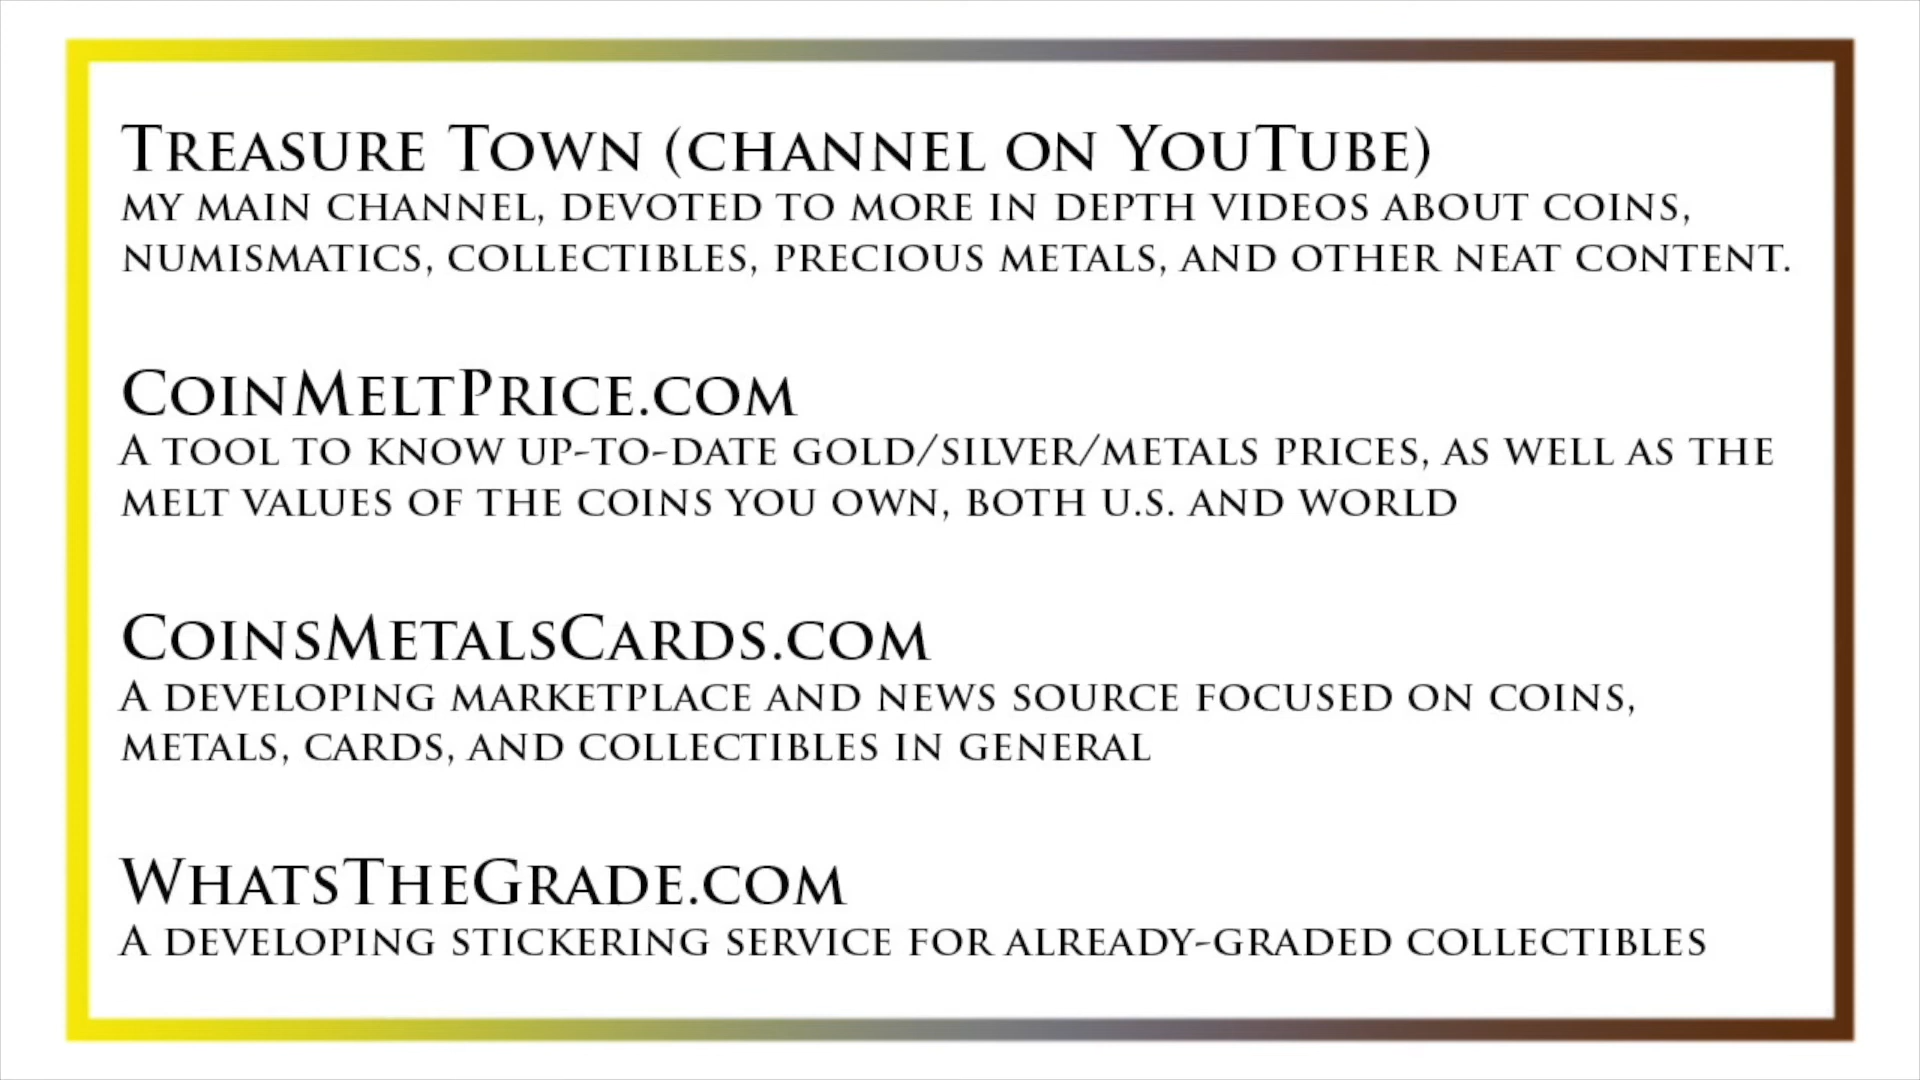 Treasure Town (channel on YouTube)
my main channel, devoted to more in depth videos about coins,
numismatics, collectibles, precious metals, and other neat content.
CoinMeltPrice.com
A tool to know up-to-date gold/silver/metals prices, as well as the
melt values of the coins you own, both U.S. and world
CoinsMetalsCards.com
A developing marketplace and news source focused on coins,
metals, cards, and collectibles in general
WhatsTheGrade.com
A developing stickering service for already-graded collectibles